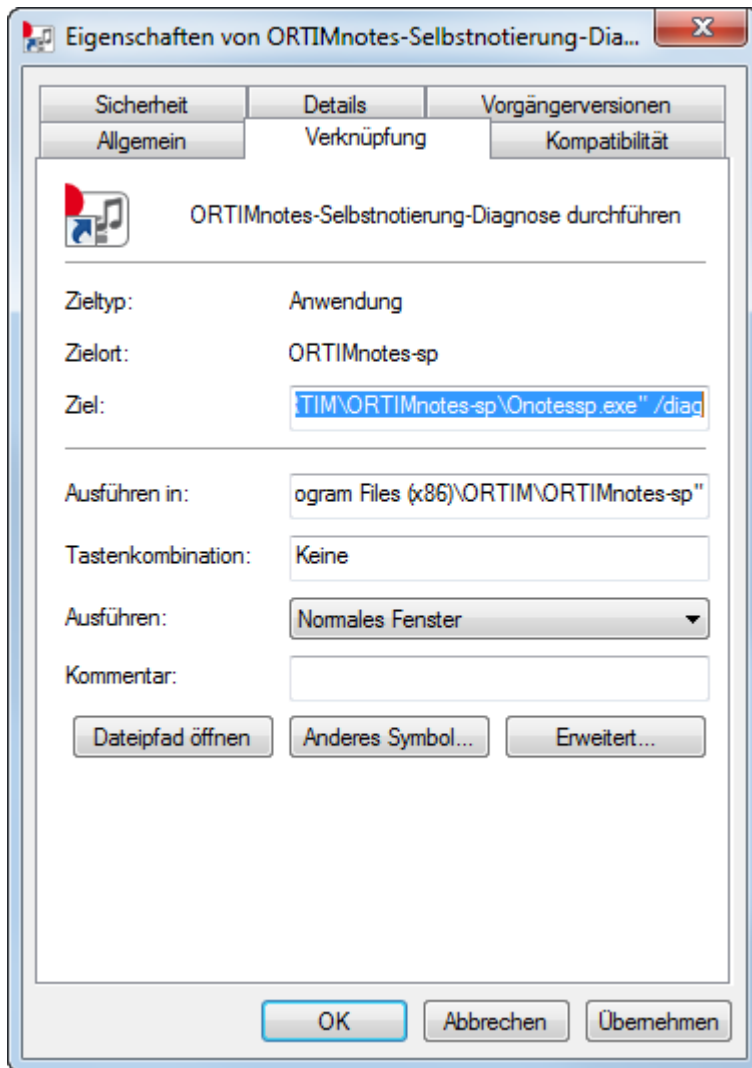 Eigenschaften von ORTIMnotes-Selbstnotierung-Dia...
Sicherheit Details Vorgängerversionen
Allgemein Verknüpfung Kompatibilität
ORTIMnotes-Selbstnotierung-Diagnose durchführen
Zieltyp: Anwendung
Zielort: ORTIMnotes-sp
Ziel: TIM\ORTIMnotes-sp\Onotessp.exe" /diag
Ausführen in: ogram Files (x86)\ORTIM\ORTIMnotes-sp"
Tastenkombination: Keine
Ausführen: Normales Fenster
Kommentar:
Dateipfad öffnen Anderes Symbol... Erweitert...
OK Abbrechen Übernehmen